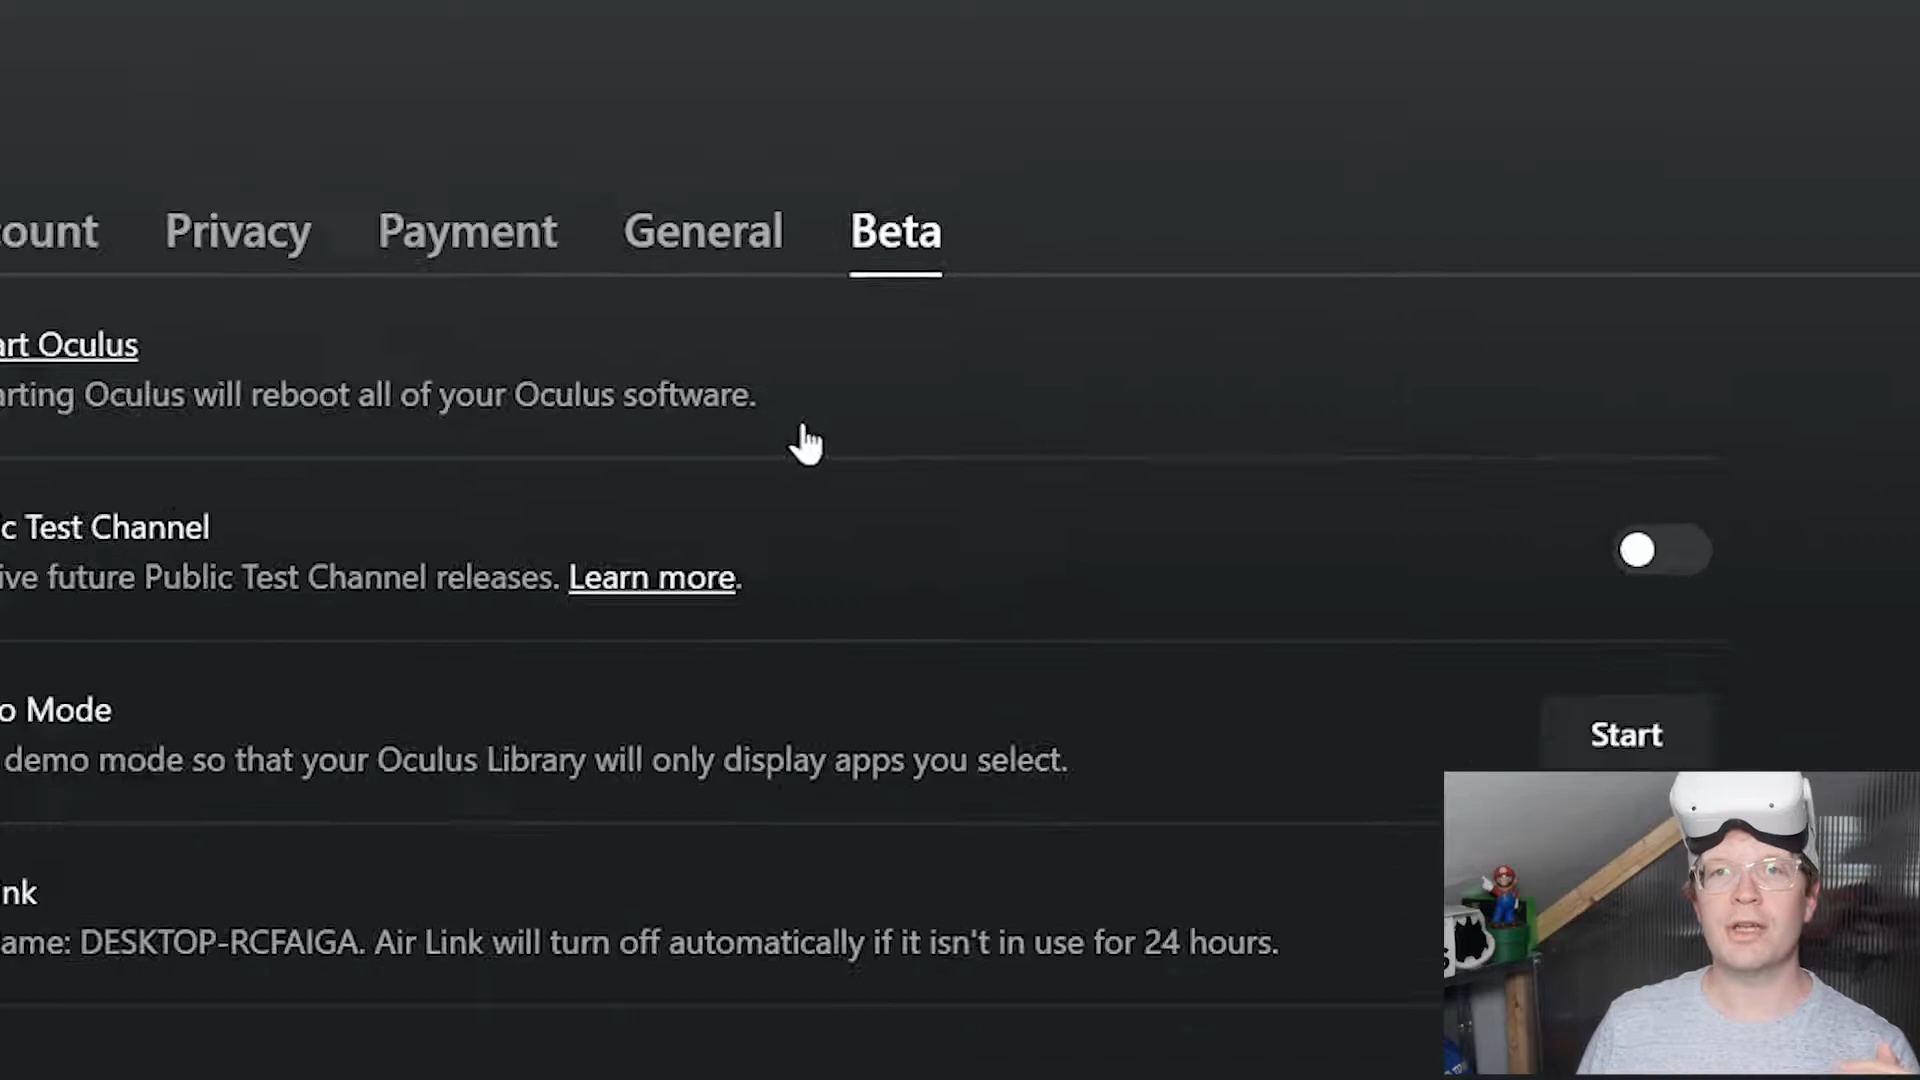 count Privacy Payment General Beta
art Oculus
arting Oculus will reboot all of your Oculus software.
c Test Channel
ive future Public Test Channel releases. Learn more.
o Mode
demo mode so that your Oculus Library will only display apps you select.
Start
ink
ame: DESKTOP-RCFAIGA. Air Link will turn off automatically if it isn't in use for 24 hours.